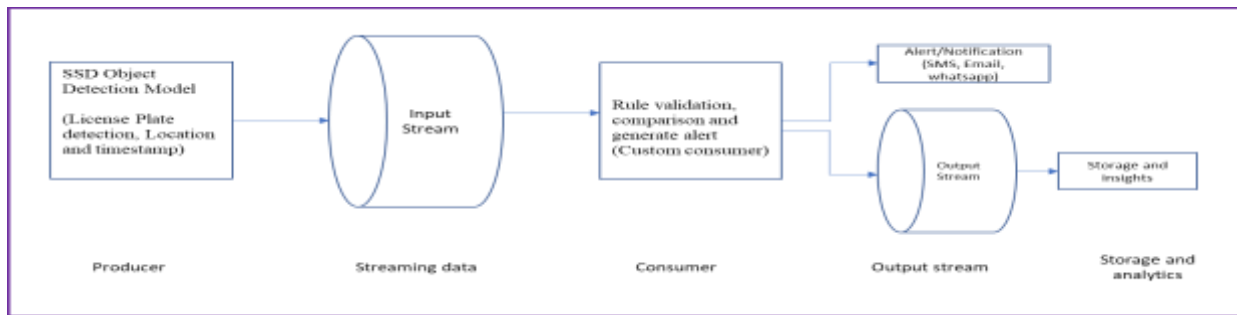 SSD Object
Detection Model
(License Plate
detection, Location
and timestamp)
Input
Stream
Rule validation,
comparison and
generate alert
(Custom consumer)
Alert/Notification
(SMS, Email,
whatsapp)
Output
Stream
Storage and
insights
Producer
Streaming data
Consumer
Output stream
Storage and
analytics